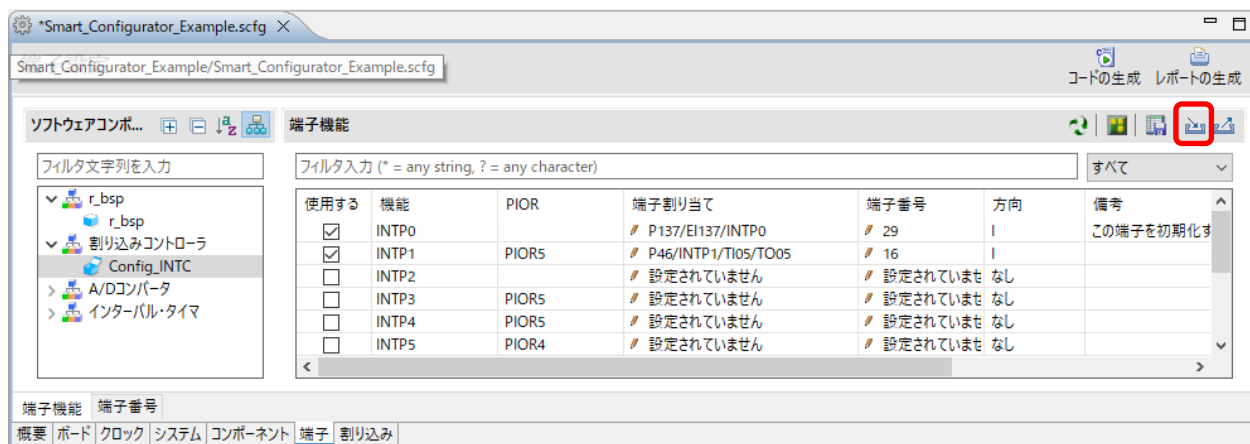 *Smart_Configurator_Example.scfg
Smart_Configurator_Example/Smart_Configurator_Example.scfg
コードの生成 レポートの生成
ソフトウェアコンポ...
端子機能
フィルタ文字列を入力
フィルタ入力 (* = any string, ? = any character)
すべて
r_bsp
r_bsp
割り込みコントローラ
Config_INTC
A/Dコンバータ
インターバル・タイマ
使用する 機能 PIOR 端子割り当て 端子番号 方向 備考
INTP0 P137/EI137/INTP0 29 I この端子を初期化す
INTP1 PIOR5 P46/INTP1/TI05/TO05 16 I
INTP2 設定されていません 設定されていませ なし
INTP3 PIOR5 設定されていません 設定されていませ なし
INTP4 PIOR5 設定されていません 設定されていませ なし
INTP5 PIOR4 設定されていません 設定されていませ なし
端子機能 端子番号
概要 ボード クロック システム コンポーネント 端子 割り込み